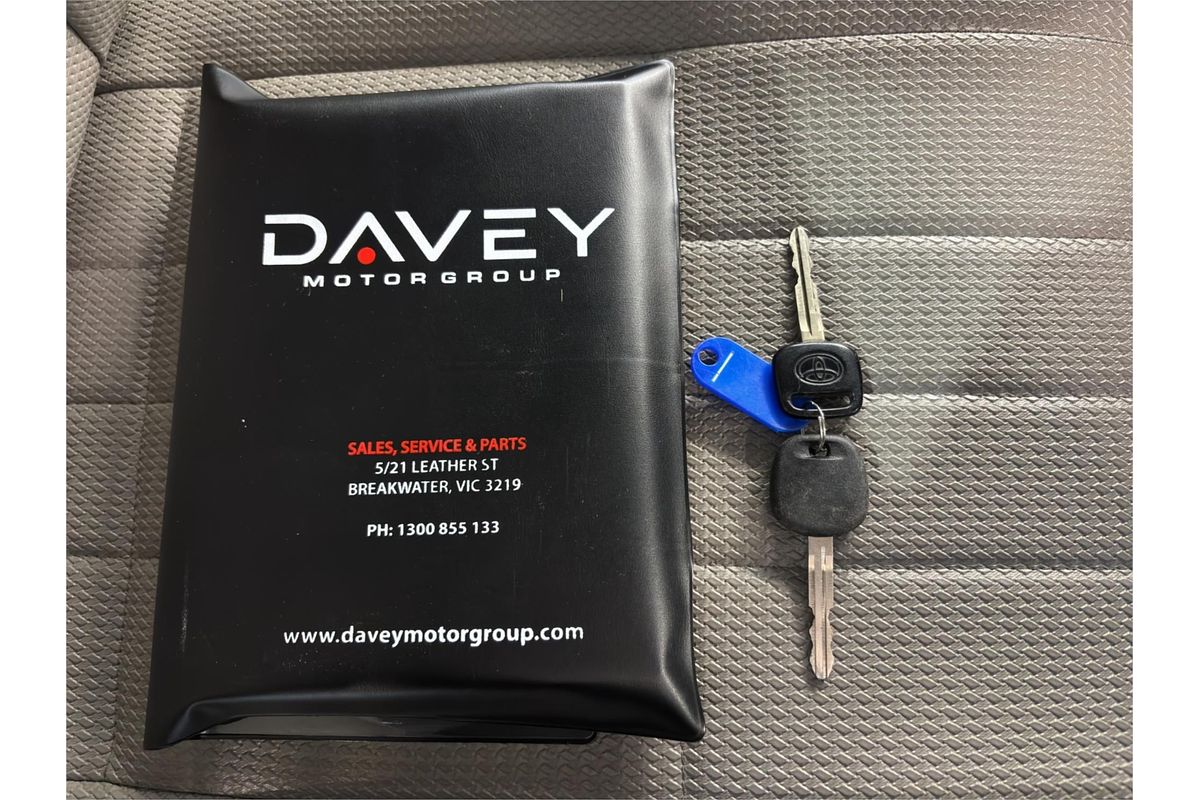 DAVEY
MOTOR GROUP
SALES, SERVICE & PARTS
5/21 LEATHER ST
BREAKWATER, VIC 3219
PH: 1300 855 133
www.daveymotorgroup.com